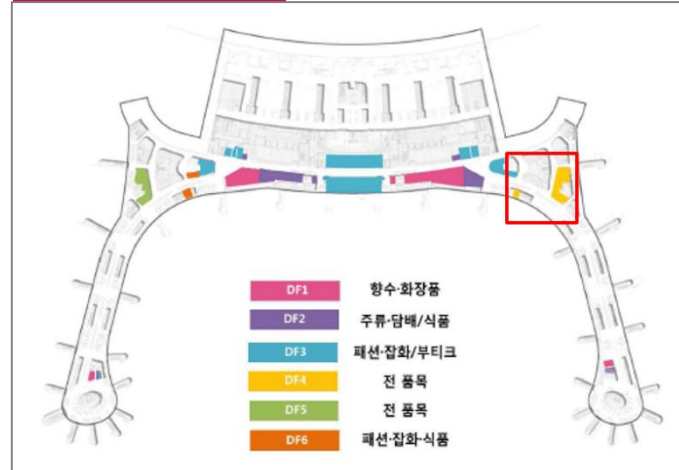 DF1 향수·화장품
DF2 주류·담배/식품
DF3 패션·잡화/부티크
DF4 전 품목
DF5 전 품목
DF6 패션·잡화·식품